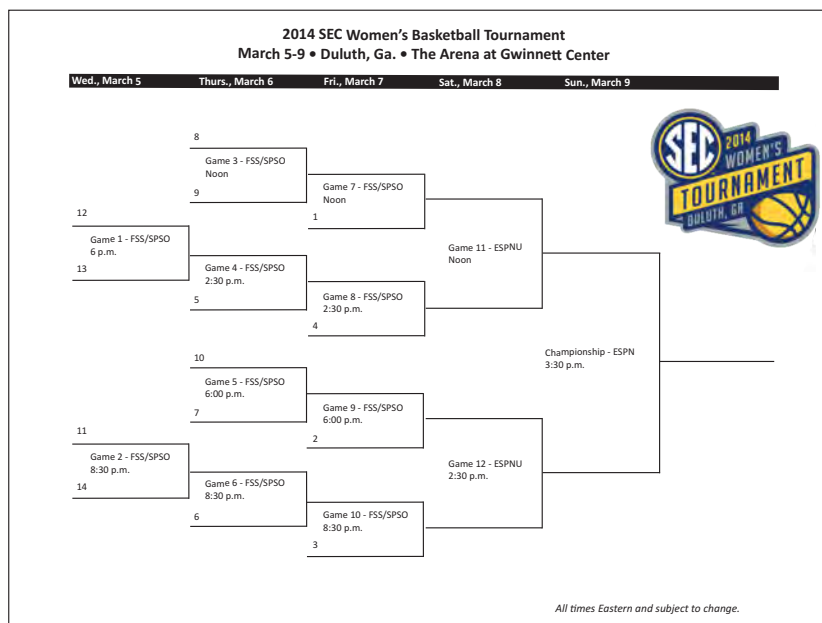 2014 SEC Women's Basketball Tournament
March 5-9 • Duluth, Ga. • The Arena at Gwinnett Center
Wed., March 5 Thurs., March 6 Fri., March 7 Sat., March 8 Sun., March 9
SEC
2014
WOMEN'S
TOURNAMENT
DULUTH, GA
8
Game 3 - FSS/SPSO
Noon
9
Game 7 - FSS/SPSO
Noon
1
12
Game 1 - FSS/SPSO
6 p.m.
13
Game 4 - FSS/SPSO
2:30 p.m.
5
Game 8 - FSS/SPSO
2:30 p.m.
4
Game 11 - ESPNU
Noon
Championship - ESPN
3:30 p.m.
10
Game 5 - FSS/SPSO
6:00 p.m.
7
Game 9 - FSS/SPSO
6:00 p.m.
2
11
Game 2 - FSS/SPSO
8:30 p.m.
14
Game 6 - FSS/SPSO
8:30 p.m.
6
Game 10 - FSS/SPSO
8:30 p.m.
3
Game 12 - ESPNU
2:30 p.m.
All times Eastern and subject to change.